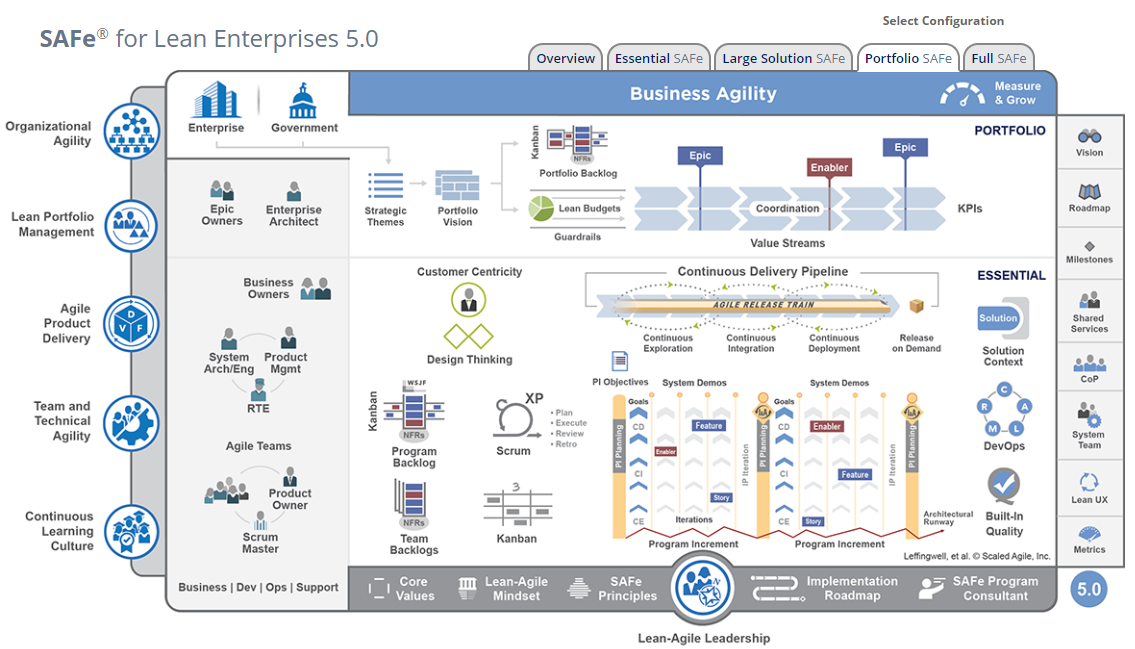 Select Configuration
SAFe® for Lean Enterprises 5.0
Overview
Essential SAFe
Large Solution SAFe
Portfolio SAFe
Full SAFe
Organizational
Agility
Lean Portfolio
Management
Agile
Product
Delivery
D
V F
Team and
Technical
Agility
Continuous
Learning
Culture
Enterprise
Government
Business Agility
Measure
& Grow
PORTFOLIO
Epic
Owners
Enterprise
Architect
Strategic
Themes
Portfolio
Vision
Kanban
NFRs
Portfolio Backlog
Lean Budgets
Guardrails
Epic
Enabler
Epic
Coordination
Value Streams
KPIs
Business
Owners
System
Arch/Eng
Product
Mgmt
RTE
Agile Teams
Product
Owner
Scrum
Master
Business | Dev | Ops | Support
Customer Centricity
Design Thinking
Kanban
WSJF
NFRs
Program
Backlog
XP
Scrum
• Plan
• Execute
• Review
• Retro
NFRs
Team
Backlogs
3
Kanban
Continuous Delivery Pipeline
AGILE RELEASE TRAIN
Continuous
Exploration
Continuous
Integration
Continuous
Deployment
Release
on Demand
ESSENTIAL
Solution
Solution
Context
PI Objectives
System Demos
System Demos
Goals
CD
CI
CE
PI Planning
Feature
Enabler
Story
Iterations
IP Iteration
I&A
PI Planning
Goals
CD
CI
CE
Enabler
Feature
Story
IP Iteration
I&A
PI Planning
Program Increment
Program Increment
Architectural
Runway
C
R A
M L
DevOps
Built-In
Quality
Leffingwell, et al. © Scaled Agile, Inc.
Vision
Roadmap
Milestones
Shared
Services
CoP
System
Team
Lean UX
Metrics
Core
Values
Lean-Agile
Mindset
SAFe
Principles
Implementation
Roadmap
SAFe Program
Consultant
5.0
Lean-Agile Leadership